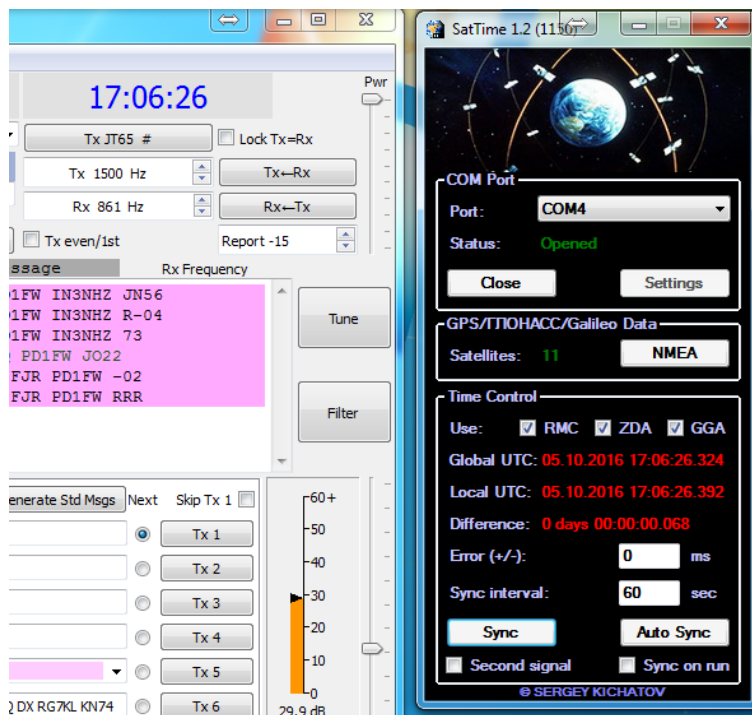 17:06:26
Pwr
Tx JT65 #
Lock Tx=Rx
Tx 1500 Hz
Tx←Rx
Rx 861 Hz
Rx←Tx
Tx even/1st
Report -15
ssage
Rx Frequency
01FW IN3NHZ JN56
01FW IN3NHZ R-04
01FW IN3NHZ 73
PD1FW JO22
FJR PD1FW -02
FJR PD1FW RRR
Tune
Filter
enerate Std Msgs
Next
Skip Tx 1
Tx 1
Tx 2
Tx 3
Tx 4
Tx 5
Q DX RG7KL KN74
Tx 6
60+
50
40
30
20
10
0
29.9 dB
SatTime 1.2 (1150)
COM Port
Port: COM4
Status: Opened
Close Settings
GPS/ГЛОНАСС/Galileo Data
Satellites: 11 NMEA
Time Control
Use: RMC ZDA GGA
Global UTC: 05.10.2016 17:06:26.324
Local UTC: 05.10.2016 17:06:26.392
Difference: 0 days 00:00:00.068
Error (+/-): 0 ms
Sync interval: 60 sec
Sync Auto Sync
Second signal Sync on run
© SERGEY KICHATOV